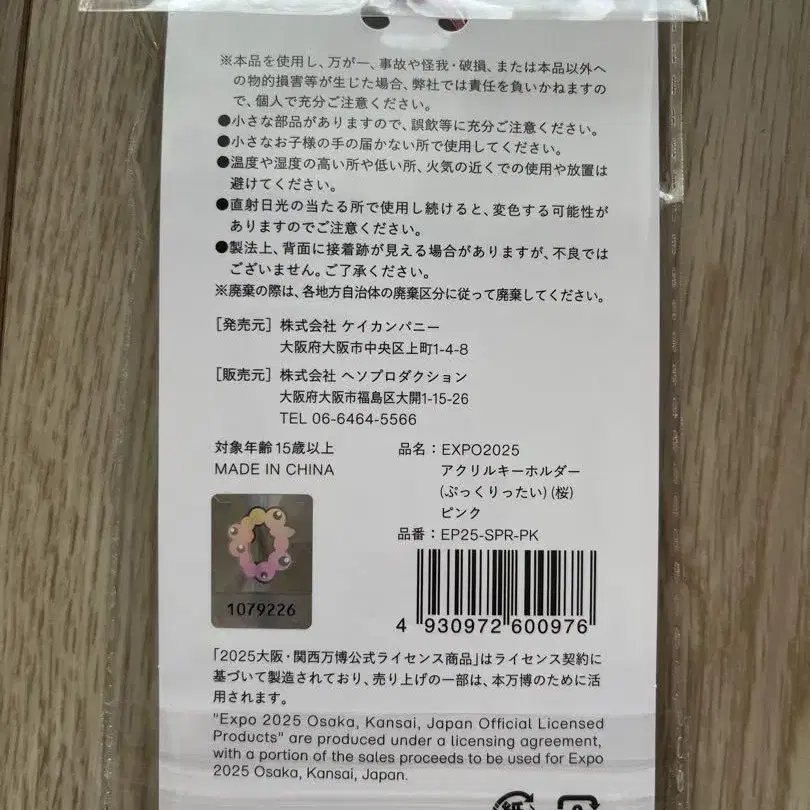 ※本品を使用し、万が一、事故や怪我・破損、または本品以外へ
の物的損害等が生じた場合、弊社では責任を負いかねますの
で、個人で充分ご注意ください。
●小さな部品がありますので、誤飲等に充分ご注意ください。
●小さなお子様の手の届かない所で使用してください。
●温度や湿度の高い所や低い所、火気の近くでの使用や放置は
避けてください。
●直射日光の当たる所で使用し続けると、変色する可能性が
ありますのでご注意ください。
●製法上、背面に接着跡が見える場合がありますが、不良では
ございません。ご了承ください。
※廃棄の際は、各地方自治体の廃棄区分に従って廃棄してください。
［発売元］ 株式会社 ケイカンパニー
大阪府大阪市中央区上町1-4-8
［販売元］ 株式会社 ヘソプロダクション
大阪府大阪市福島区大開1-15-26
TEL 06-6464-5566
対象年齢15歳以上
MADE IN CHINA
品名：EXPO2025
アクリルキーホルダー
(ぷっくりったい)(桜)
ピンク
品番：EP25-SPR-PK
1079226
4 930972 600976
「2025大阪・関西万博公式ライセンス商品」はライセンス契約に
基づいて製造されており、売り上げの一部は、本万博のために活
用されます。
"Expo 2025 Osaka, Kansai, Japan Official Licensed
Products" are produced under a licensing agreement,
with a portion of the sales proceeds to be used for Expo
2025 Osaka, Kansai, Japan.